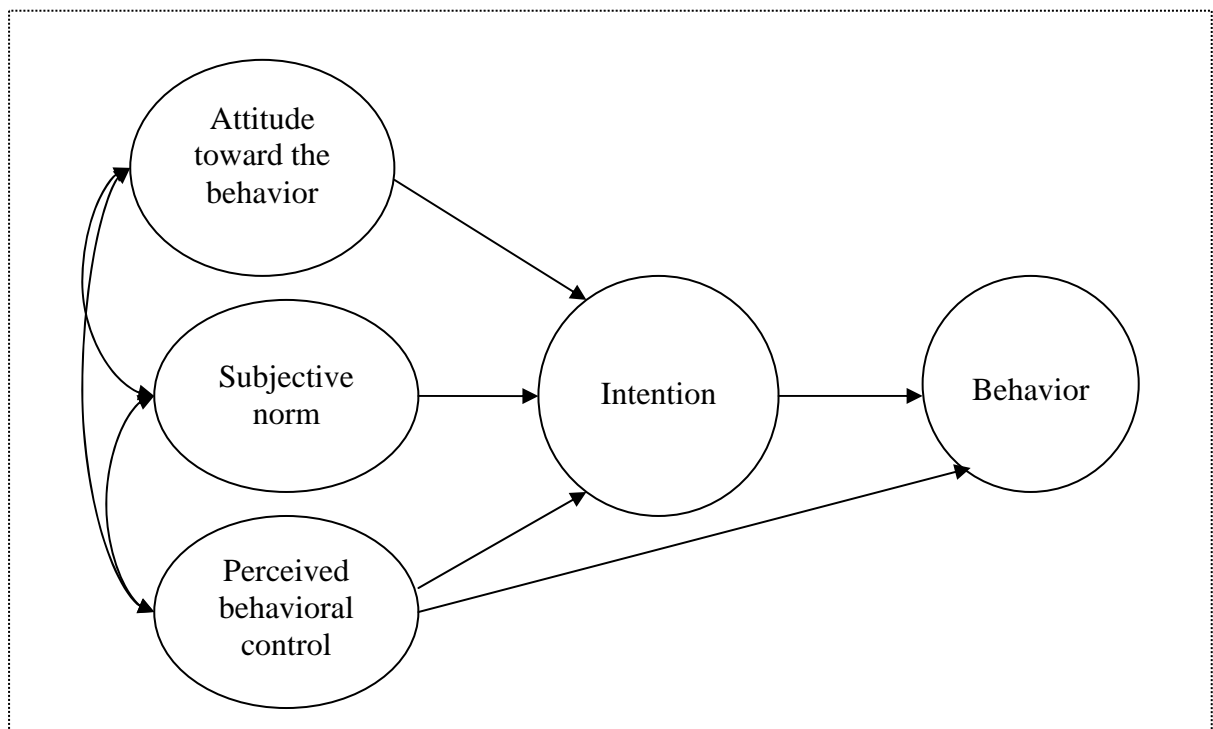 Attitude
toward the
behavior
Subjective
norm
Intention
Behavior
Perceived
behavioral
control